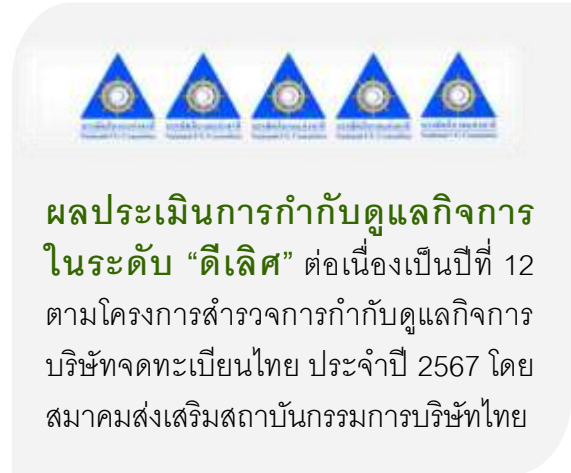 ผลประเมินการกำกับดูแลกิจการ
ในระดับ “ดีเลิศ” ต่อเนื่องเป็นปีที่ 12
ตามโครงการสำรวจการกำกับดูแลกิจการ
บริษัทจดทะเบียนไทย ประจำปี 2567 โดย
สมาคมส่งเสริมสถาบันกรรมการบริษัทไทย